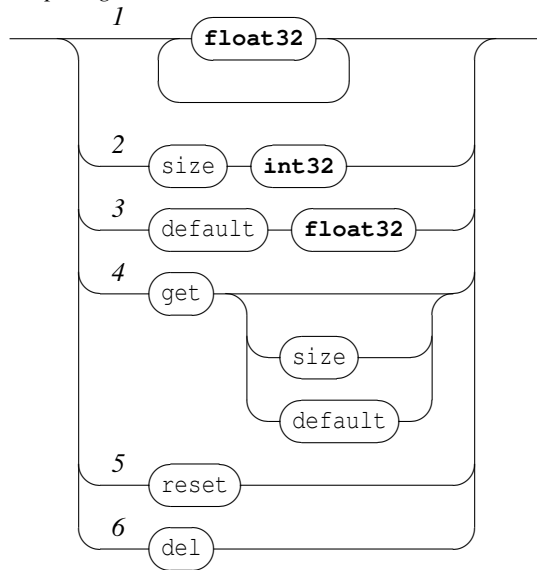 1
float32
2
size int32
3
default float32
4
get
size
default
5
reset
6
del